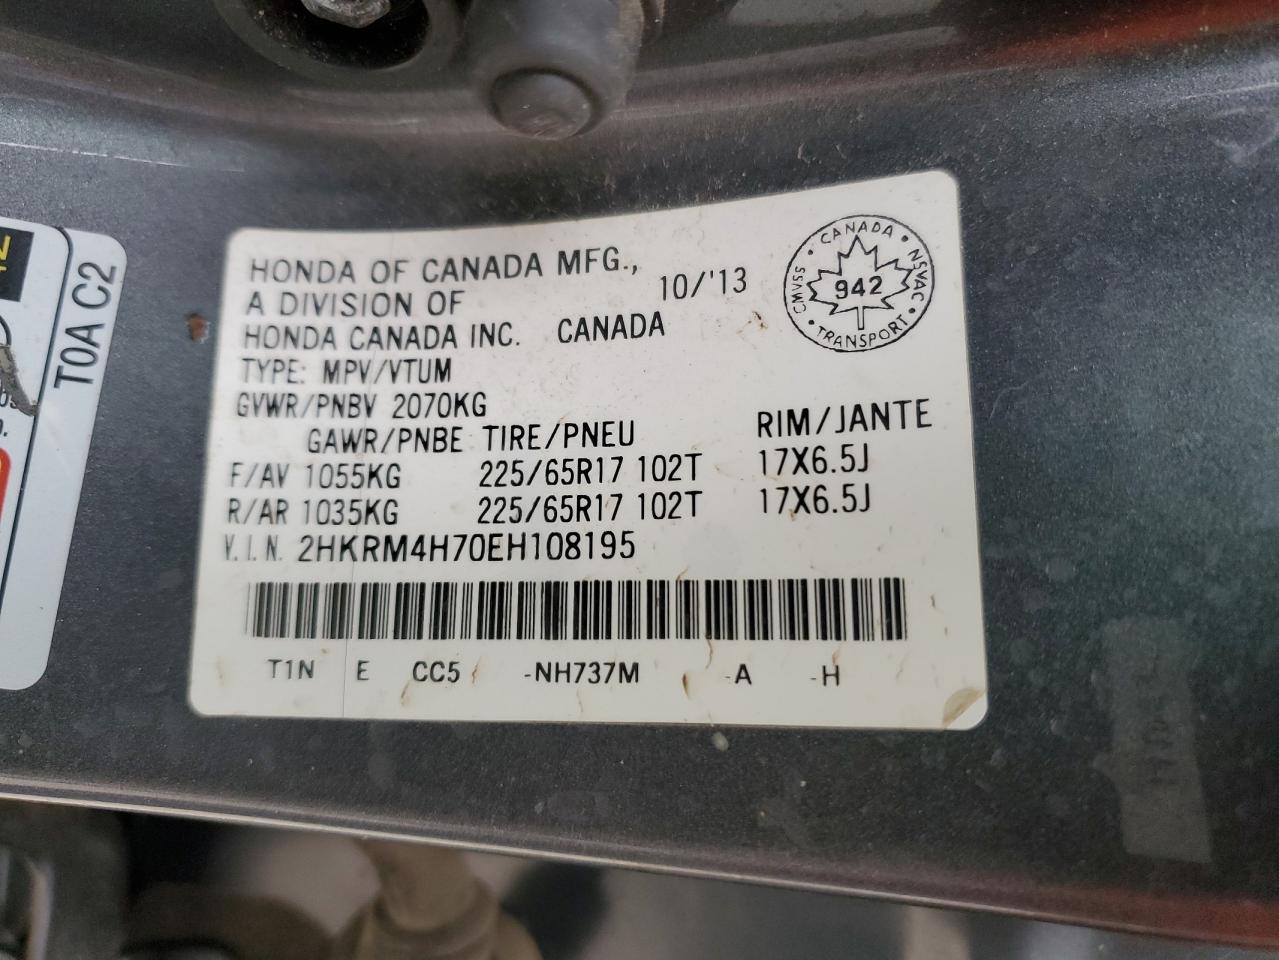 HONDA OF CANADA MFG.,
A DIVISION OF
HONDA CANADA INC. CANADA
10/'13
CANADA • NSVAC • TRANSPORT • CMVSS •
942
TYPE: MPV/VTUM
GVWR/PNBV 2070KG
GAWR/PNBE TIRE/PNEU RIM/JANTE
F/AV 1055KG 225/65R17 102T 17X6.5J
R/AR 1035KG 225/65R17 102T 17X6.5J
V.I.N. 2HKRM4H70EH108195
T1N E CC5 -NH737M -A -H
T0A C2